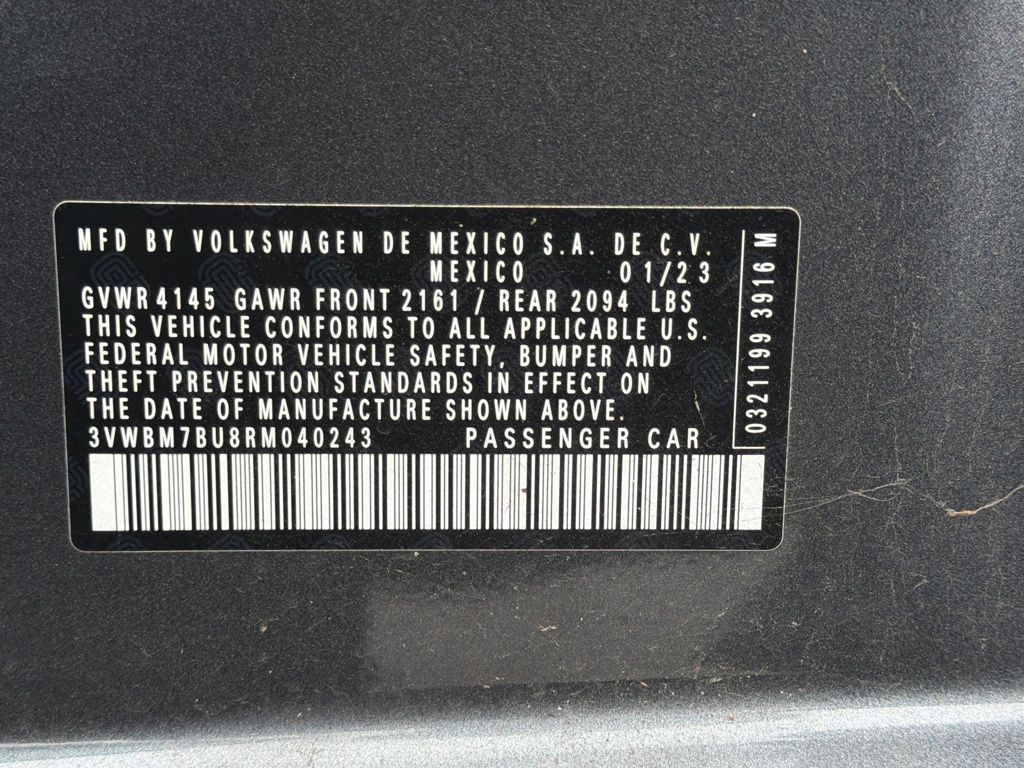 MFD BY VOLKSWAGEN DE MEXICO S.A. DE C.V.
MEXICO 01/23
GVWR 4145 GAWR FRONT 2161 / REAR 2094 LBS
THIS VEHICLE CONFORMS TO ALL APPLICABLE U.S.
FEDERAL MOTOR VEHICLE SAFETY, BUMPER AND
THEFT PREVENTION STANDARDS IN EFFECT ON
THE DATE OF MANUFACTURE SHOWN ABOVE.
3VWBM7BU8RM040243 PASSENGER CAR
0321199 3916 M